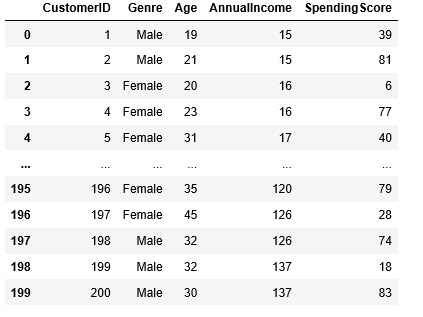 CustomerID Genre Age AnnualIncome SpendingScore
0 1 Male 19 15 39
1 2 Male 21 15 81
2 3 Female 20 16 6
3 4 Female 23 16 77
4 5 Female 31 17 40
... ... ... ... ... ...
195 196 Female 35 120 79
196 197 Female 45 126 28
197 198 Male 32 126 74
198 199 Male 32 137 18
199 200 Male 30 137 83